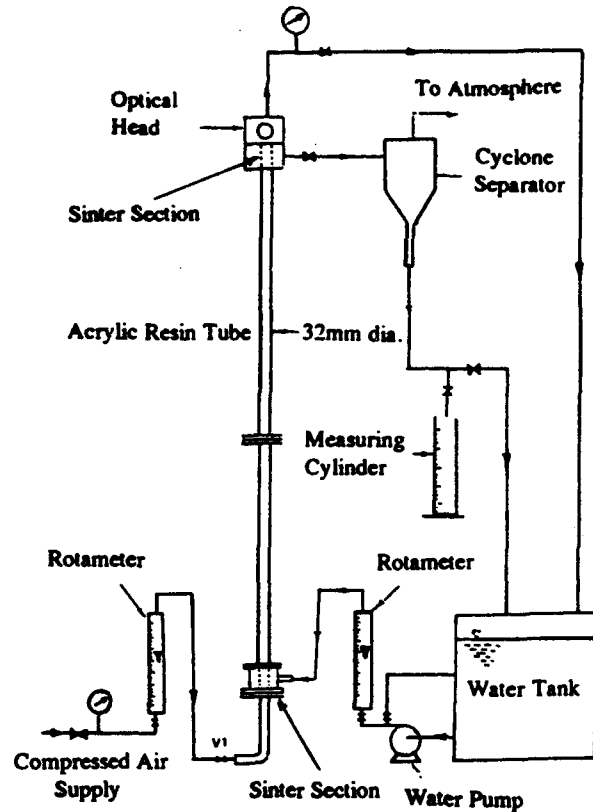 To Atmosphere
Optical
Head
Cyclone
Separator
Sinter Section
Acrylic Resin Tube
32mm dia.
Measuring
Cylinder
Rotameter
Rotameter
Water Tank
V1
Compressed Air
Supply
Sinter Section
Water Pump